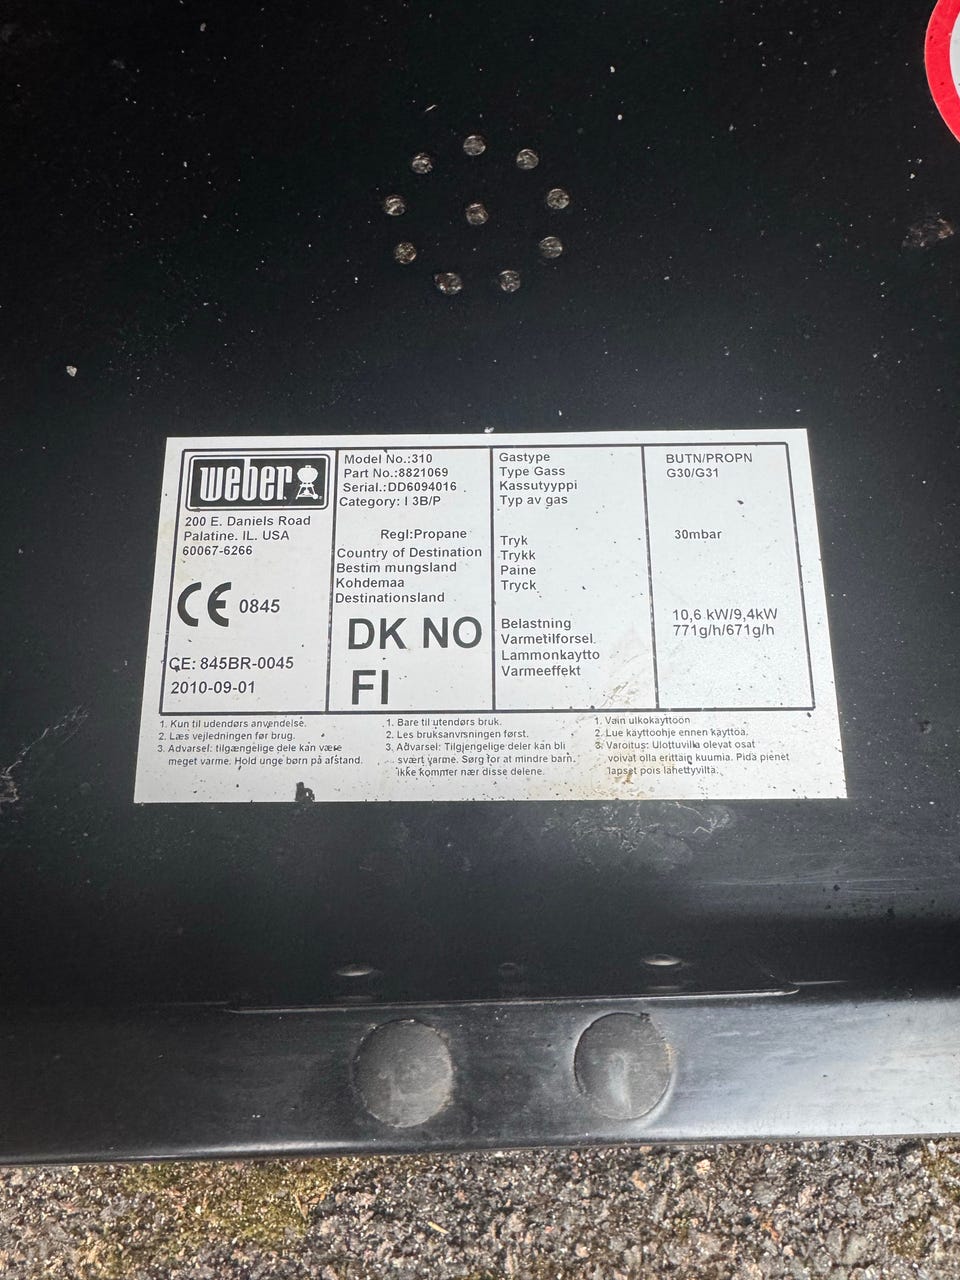 weber
200 E. Daniels Road
Palatine. IL. USA
60067-6266
CE 0845
CE: 845BR-0045
2010-09-01
Model No.:310
Part No.:8821069
Serial.:DD6094016
Category: I 3B/P
Regl:Propane
Country of Destination
Bestim mungsland
Kohdemaa
Destinationsland
DK NO
FI
Gastype
Type Gass
Kassutyyppi
Typ av gas
Tryk
Trykk
Paine
Tryck
Belastning
Varmetilforsel
Lammonkaytto
Varmeeffekt
BUTN/PROPN
G30/G31
30mbar
10,6 kW/9,4kW
771g/h/671g/h
1. Kun til udendørs anvendelse.
2. Læs vejledningen før brug.
3. Advarsel: tilgængelige dele kan være
meget varme. Hold unge børn på afstand.
1. Bare til utendørs bruk.
2. Les bruksanvisningen først.
3. Advarsel: Tilgjengelige deler kan bli
svært varme. Sørg for at mindre barn.
ikke kommer nær disse delene.
1. Vain ulkokayttoon
2. Lue kayttoohje ennen kayttoa.
3. Varoitus: Ulottuvilla olevat osat
voivat olla erittain kuumia. Pida pienet
lapset pois lahettyvilta.